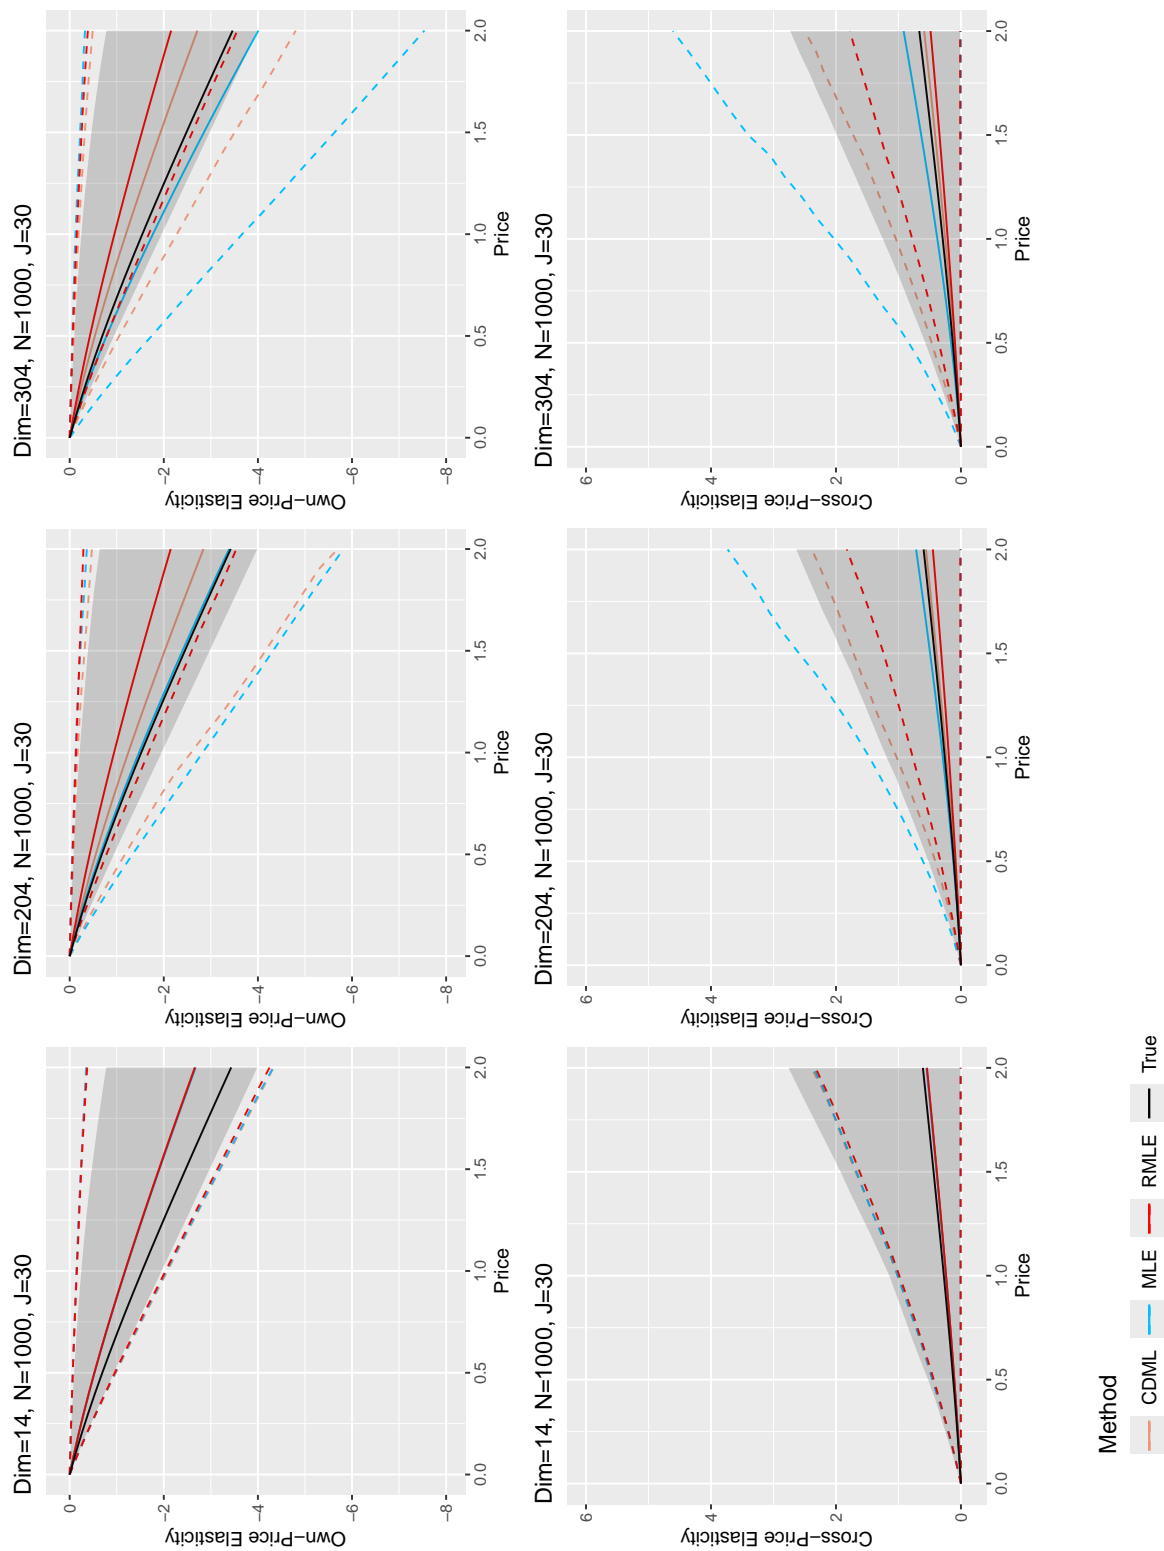 Dim=14, N=1000, J=30
0
−2
−4
−6
−8
Own−Price Elasticity
0.0 0.5 1.0 1.5 2.0
Price
Dim=204, N=1000, J=30
0
−2
−4
−6
−8
Own−Price Elasticity
0.0 0.5 1.0 1.5 2.0
Price
Dim=304, N=1000, J=30
0
−2
−4
−6
−8
Own−Price Elasticity
0.0 0.5 1.0 1.5 2.0
Price
Dim=14, N=1000, J=30
6
4
2
0
Cross−Price Elasticity
0.0 0.5 1.0 1.5 2.0
Price
Dim=204, N=1000, J=30
6
4
2
0
Cross−Price Elasticity
0.0 0.5 1.0 1.5 2.0
Price
Dim=304, N=1000, J=30
6
4
2
0
Cross−Price Elasticity
0.0 0.5 1.0 1.5 2.0
Price
Method
CDML MLE RMLE True